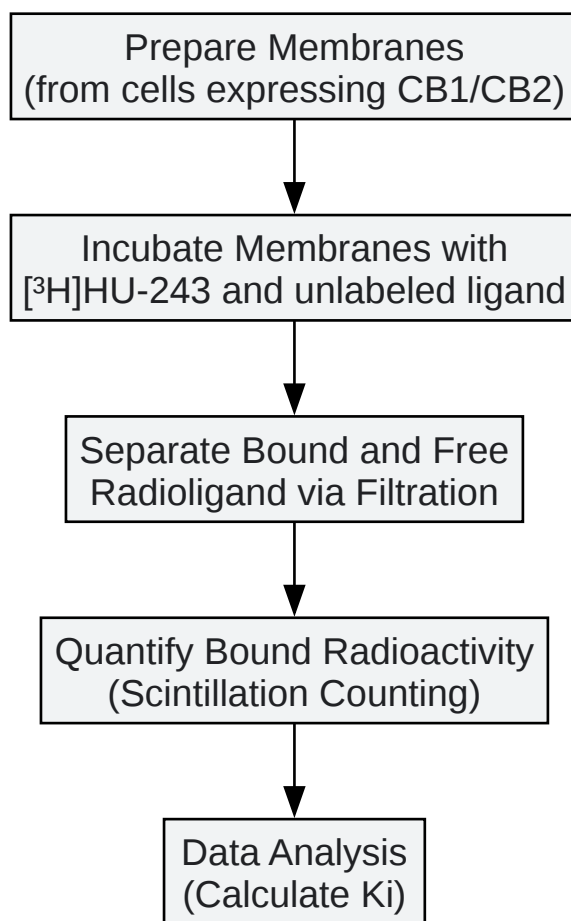 Prepare Membranes
(from cells expressing CB1/CB2)
Incubate Membranes with
[³H]HU-243 and unlabeled ligand
Separate Bound and Free
Radioligand via Filtration
Quantify Bound Radioactivity
(Scintillation Counting)
Data Analysis
(Calculate Ki)